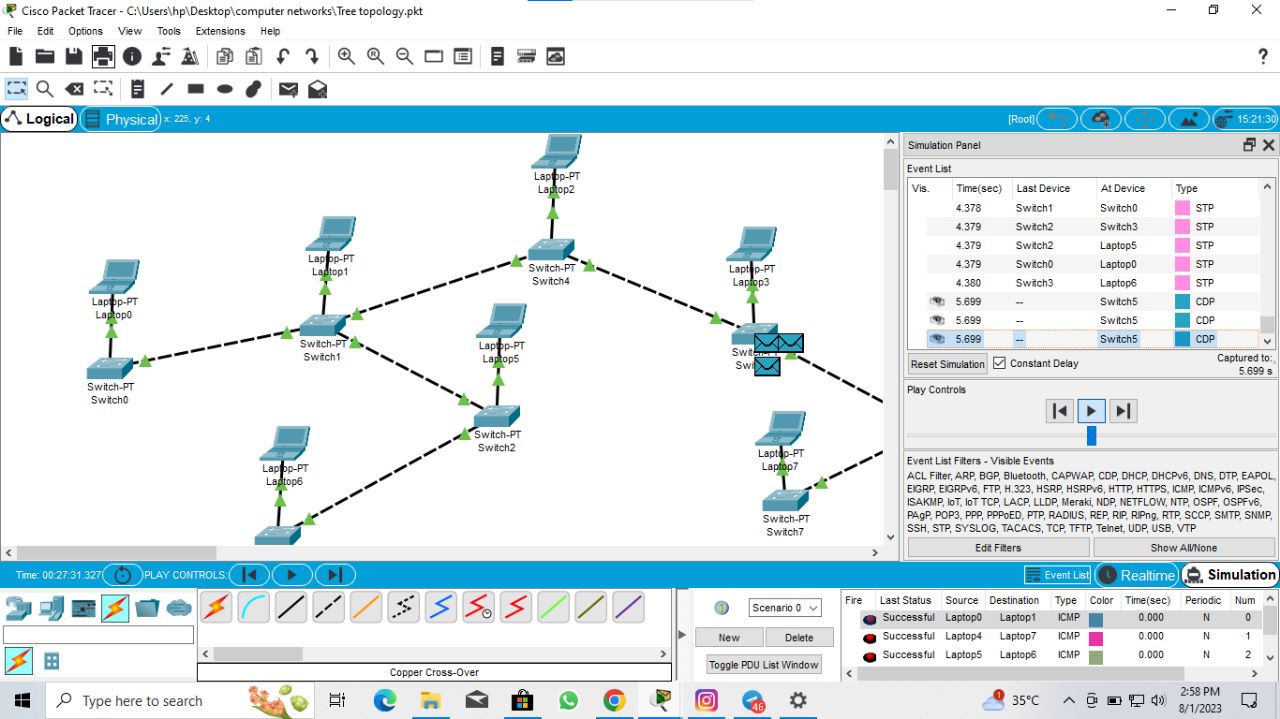 Cisco Packet Tracer - C:\Users\hp\Desktop\computer networks\Tree topology.pkt
File Edit Options View Tools Extensions Help
Logical Physical x: 225, y: 4 [Root] 15:21:30
Laptop-PT
Laptop2
Switch-PT
Switch4
Laptop-PT
Laptop1
Switch-PT
Switch1
Laptop-PT
Laptop0
Switch-PT
Switch0
Laptop-PT
Laptop3
Laptop-PT
Laptop5
Switch-PT
Switch2
Laptop-PT
Laptop6
Laptop-PT
Laptop7
Switch-PT
Switch7
Simulation Panel
Event List
Vis. Time(sec) Last Device At Device Type
4.378 Switch1 Switch0 STP
4.379 Switch2 Switch3 STP
4.379 Switch2 Laptop5 STP
4.379 Switch0 Laptop0 STP
4.380 Switch3 Laptop6 STP
5.699 -- Switch5 CDP
5.699 -- Switch5 CDP
5.699 -- Switch5 CDP
Reset Simulation Constant Delay Captured to:
5.699 s
Play Controls
Event List Filters - Visible Events
ACL Filter, ARP, BGP, Bluetooth, CAPWAP, CDP, DHCP, DHCPv6, DNS, DTP, EAPOL,
EIGRP, EIGRPv6, FTP, H.323, HSRP, HSRPv6, HTTP, HTTPS, ICMP, ICMPv6, IPSec,
ISAKMP, IoT, IoT TCP, LACP, LLDP, Meraki, NDP, NETFLOW, NTP, OSPF, OSPFv6,
PAgP, POP3, PPP, PPPoED, PTP, RADIUS, REP, RIP, RIPng, RTP, SCCP, SMTP, SNMP,
SSH, STP, SYSLOG, TACACS, TCP, TFTP, Telnet, UDP, USB, VTP
Edit Filters Show All/None
Time: 00:27:31.327 PLAY CONTROLS: Event List Realtime Simulation
Scenario 0
New Delete
Toggle PDU List Window
Copper Cross-Over
Fire Last Status Source Destination Type Color Time(sec) Periodic Num
Successful Laptop0 Laptop1 ICMP 0.000 N 0
Successful Laptop4 Laptop7 ICMP 0.000 N 1
Successful Laptop5 Laptop6 ICMP 0.000 N 2
Type here to search
46
1
35°C
2:58 PM
8/1/2023